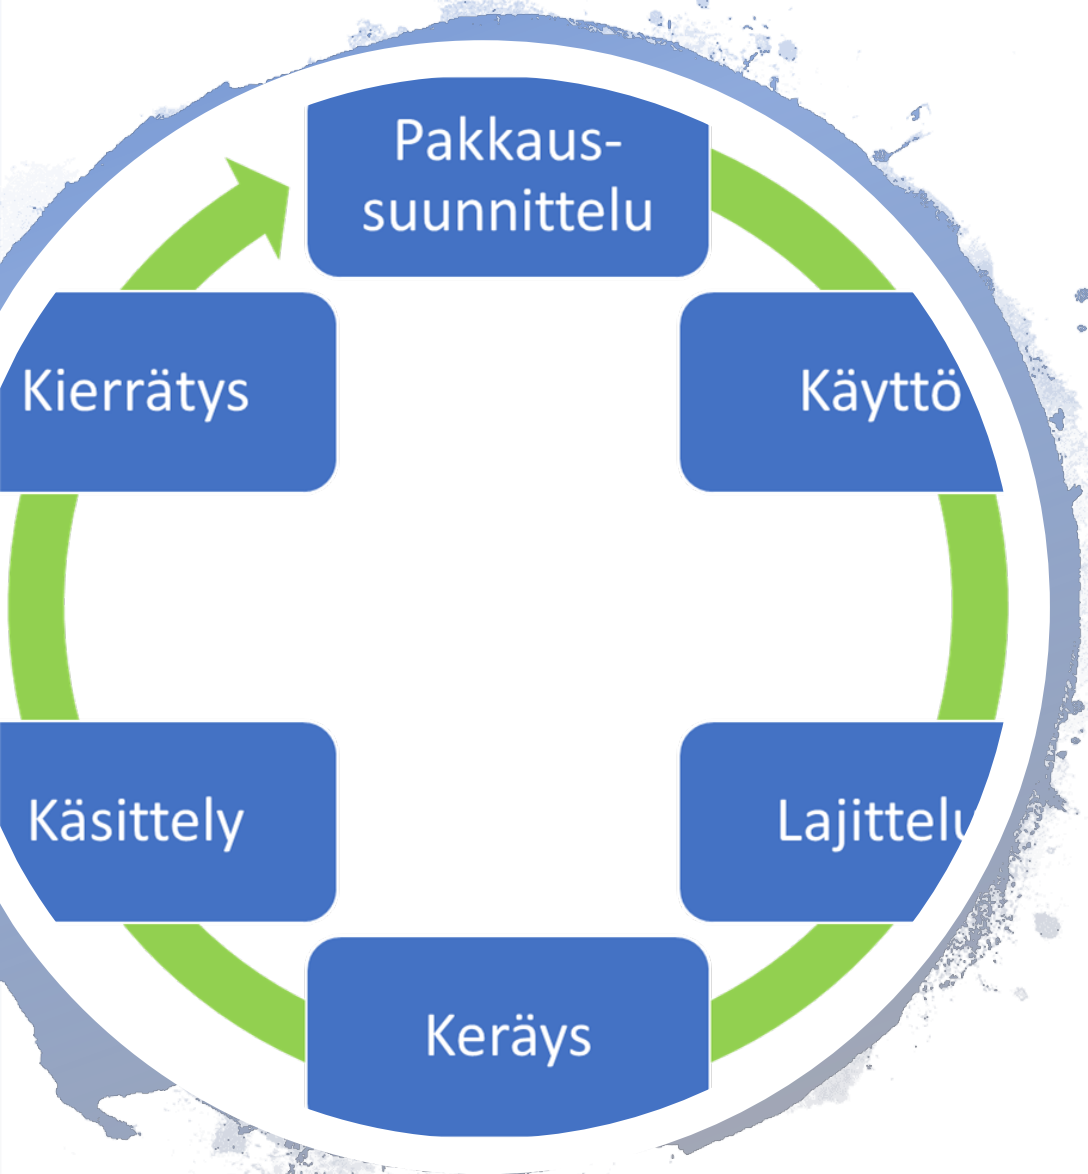 Pakkaus-
suunnittelu
Käyttö
Lajittelu
Keräys
Käsittely
Kierrätys